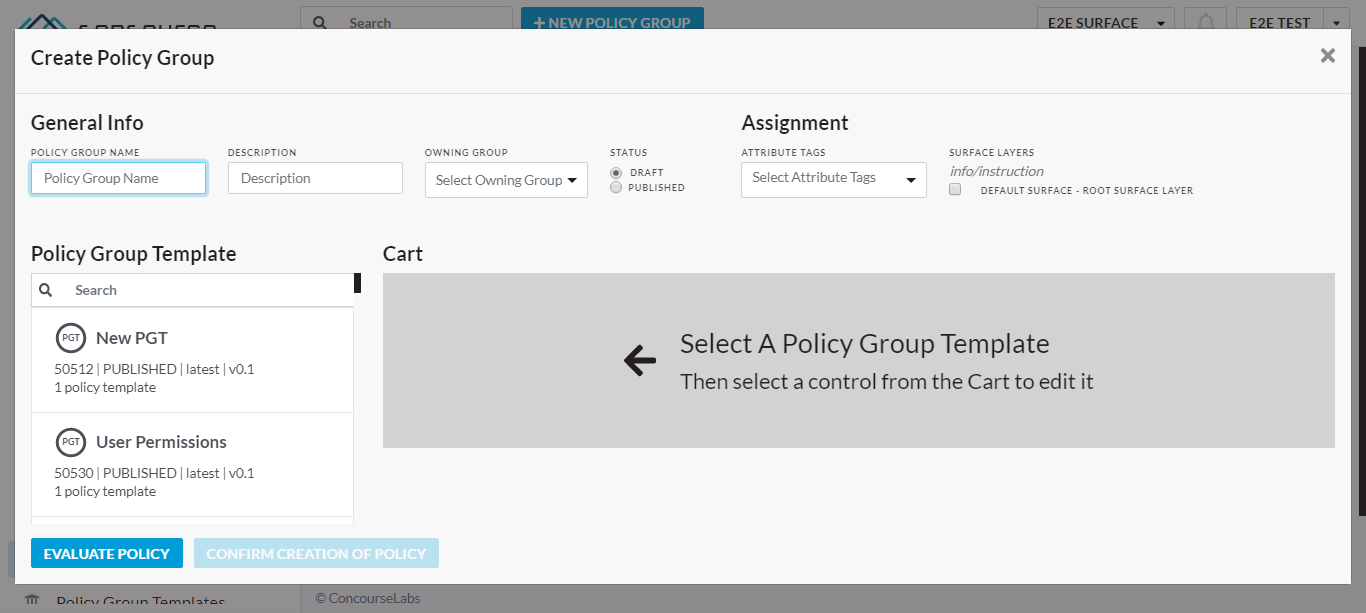 Search
+ NEW POLICY GROUP
E2E SURFACE
E2E TEST
Create Policy Group
General Info
Assignment
POLICY GROUP NAME
DESCRIPTION
OWNING GROUP
STATUS
ATTRIBUTE TAGS
SURFACE LAYERS
Policy Group Name
Description
Select Owning Group
DRAFT
PUBLISHED
Select Attribute Tags
info/instruction
DEFAULT SURFACE - ROOT SURFACE LAYER
Policy Group Template
Cart
Search
PGT
New PGT
50512 | PUBLISHED | latest | v0.1
1 policy template
PGT
User Permissions
50530 | PUBLISHED | latest | v0.1
1 policy template
Select A Policy Group Template
Then select a control from the Cart to edit it
EVALUATE POLICY
CONFIRM CREATION OF POLICY
Policy Group Templates
© ConcourseLabs